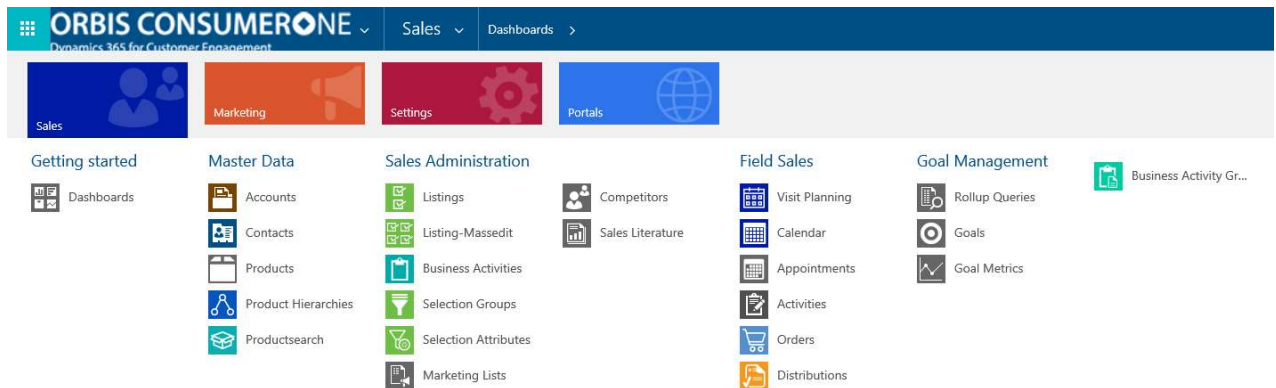 ORBIS CONSUMERONE
Dynamics 365 for Customer Engagement
Sales
Dashboards
Sales
Marketing
Settings
Portals
Getting started
Dashboards
Master Data
Accounts
Contacts
Products
Product Hierarchies
Productsearch
Sales Administration
Listings
Listing-Massedit
Business Activities
Selection Groups
Selection Attributes
Marketing Lists
Competitors
Sales Literature
Field Sales
Visit Planning
Calendar
Appointments
Activities
Orders
Distributions
Goal Management
Rollup Queries
Goals
Goal Metrics
Business Activity Gr...